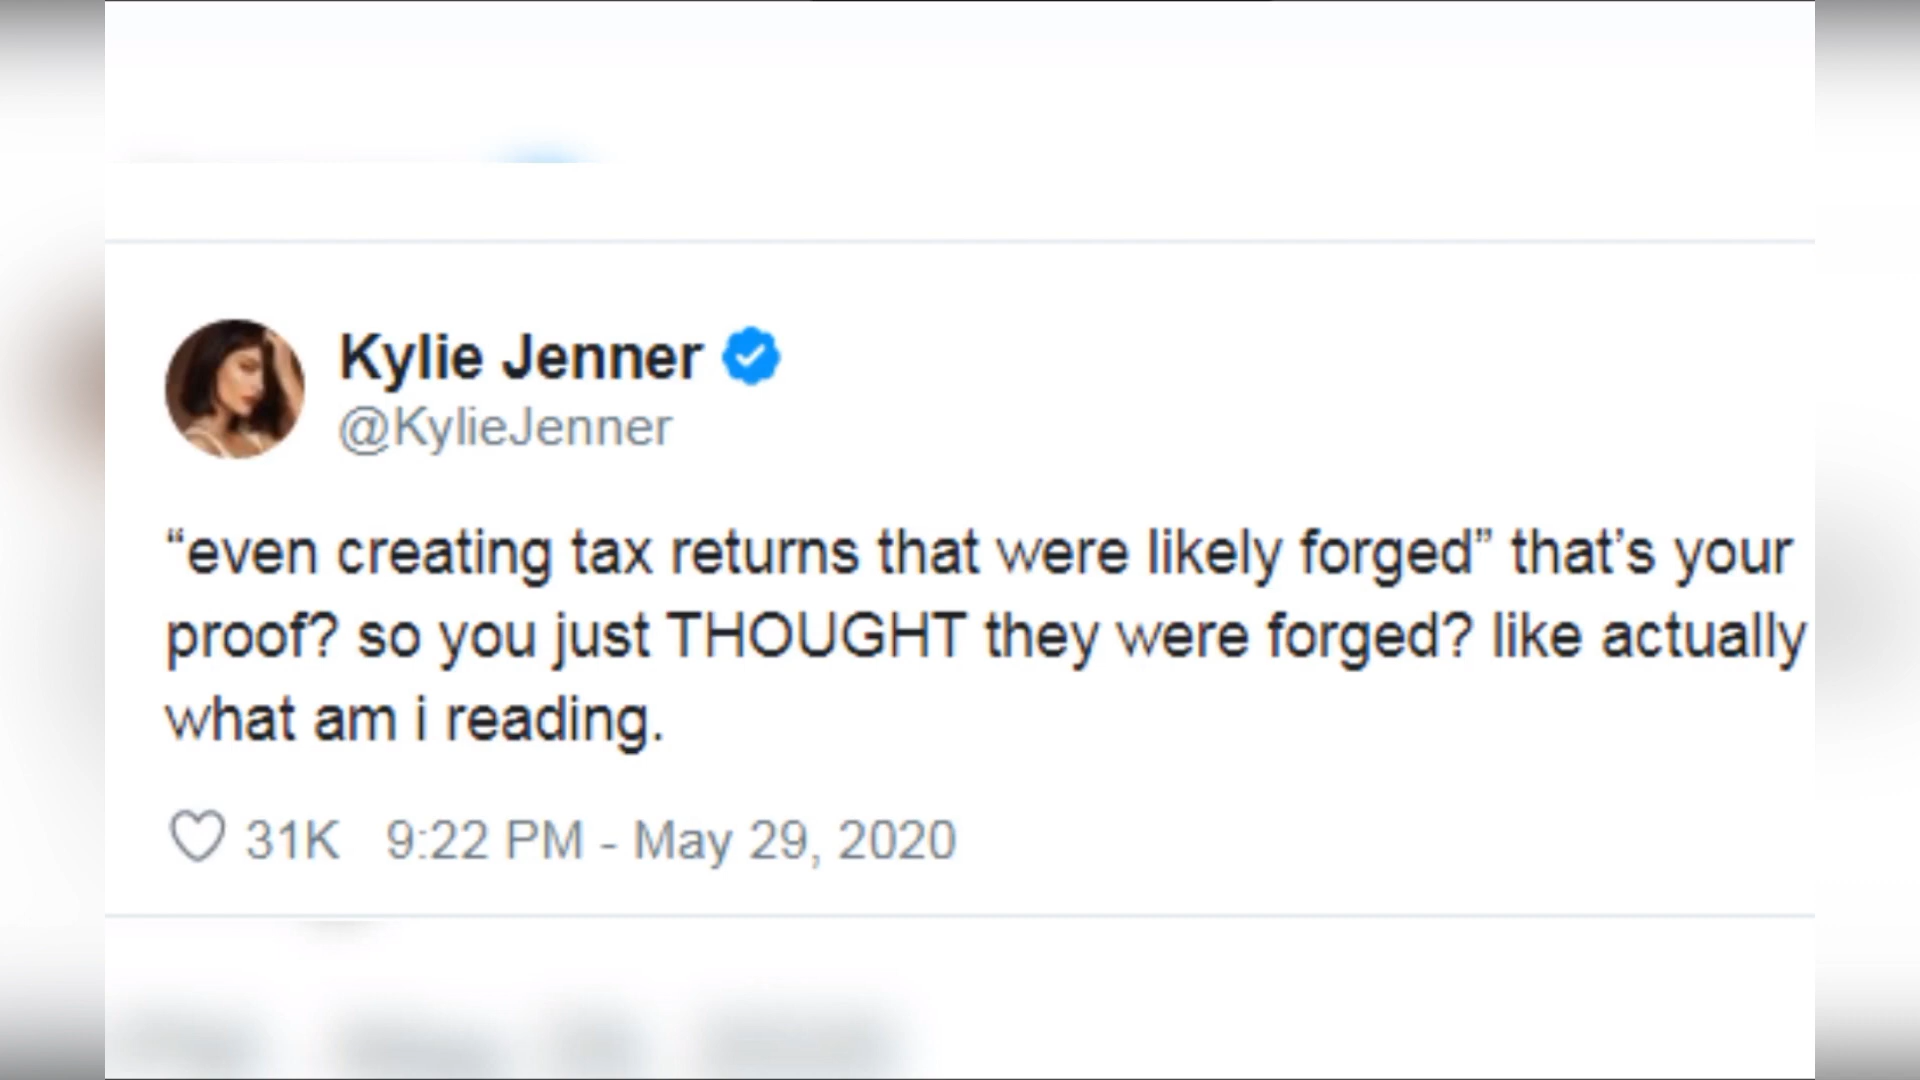 Kylie Jenner
@KylieJenner
“even creating tax returns that were likely forged” that’s your
proof? so you just THOUGHT they were forged? like actually
what am i reading.
31K 9:22 PM - May 29, 2020